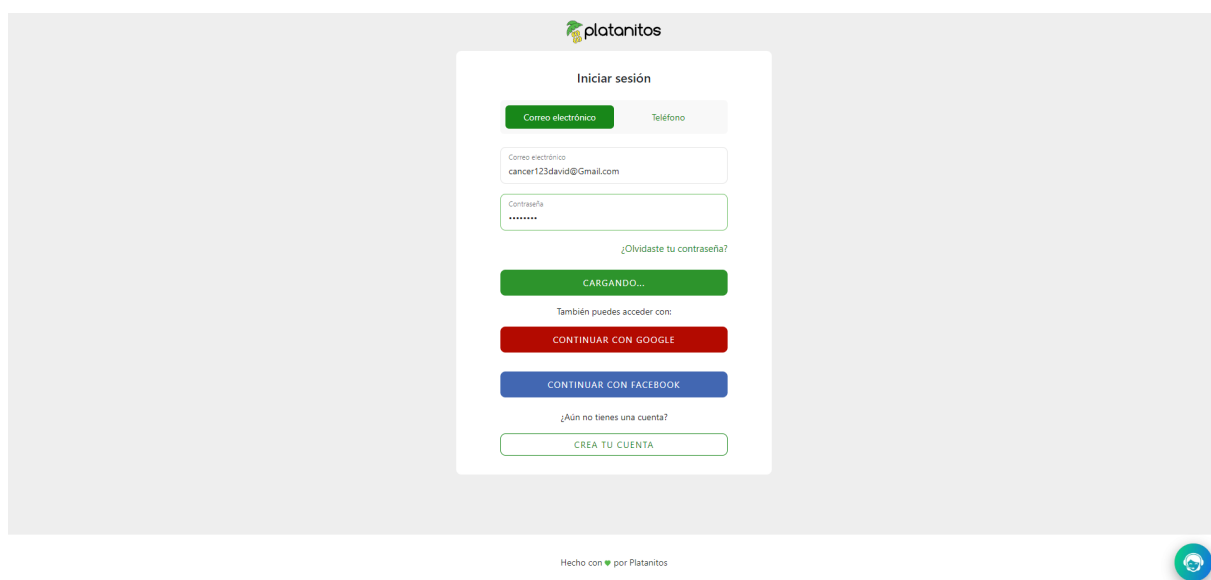 platanitos
Iniciar sesión
Correo electrónico Teléfono
Correo electrónico
cancer123david@Gmail.com
Contraseña
••••••••
¿Olvidaste tu contraseña?
CARGANDO...
También puedes acceder con:
CONTINUAR CON GOOGLE
CONTINUAR CON FACEBOOK
¿Aún no tienes una cuenta?
CREA TU CUENTA
Hecho con ♥ por Platanitos